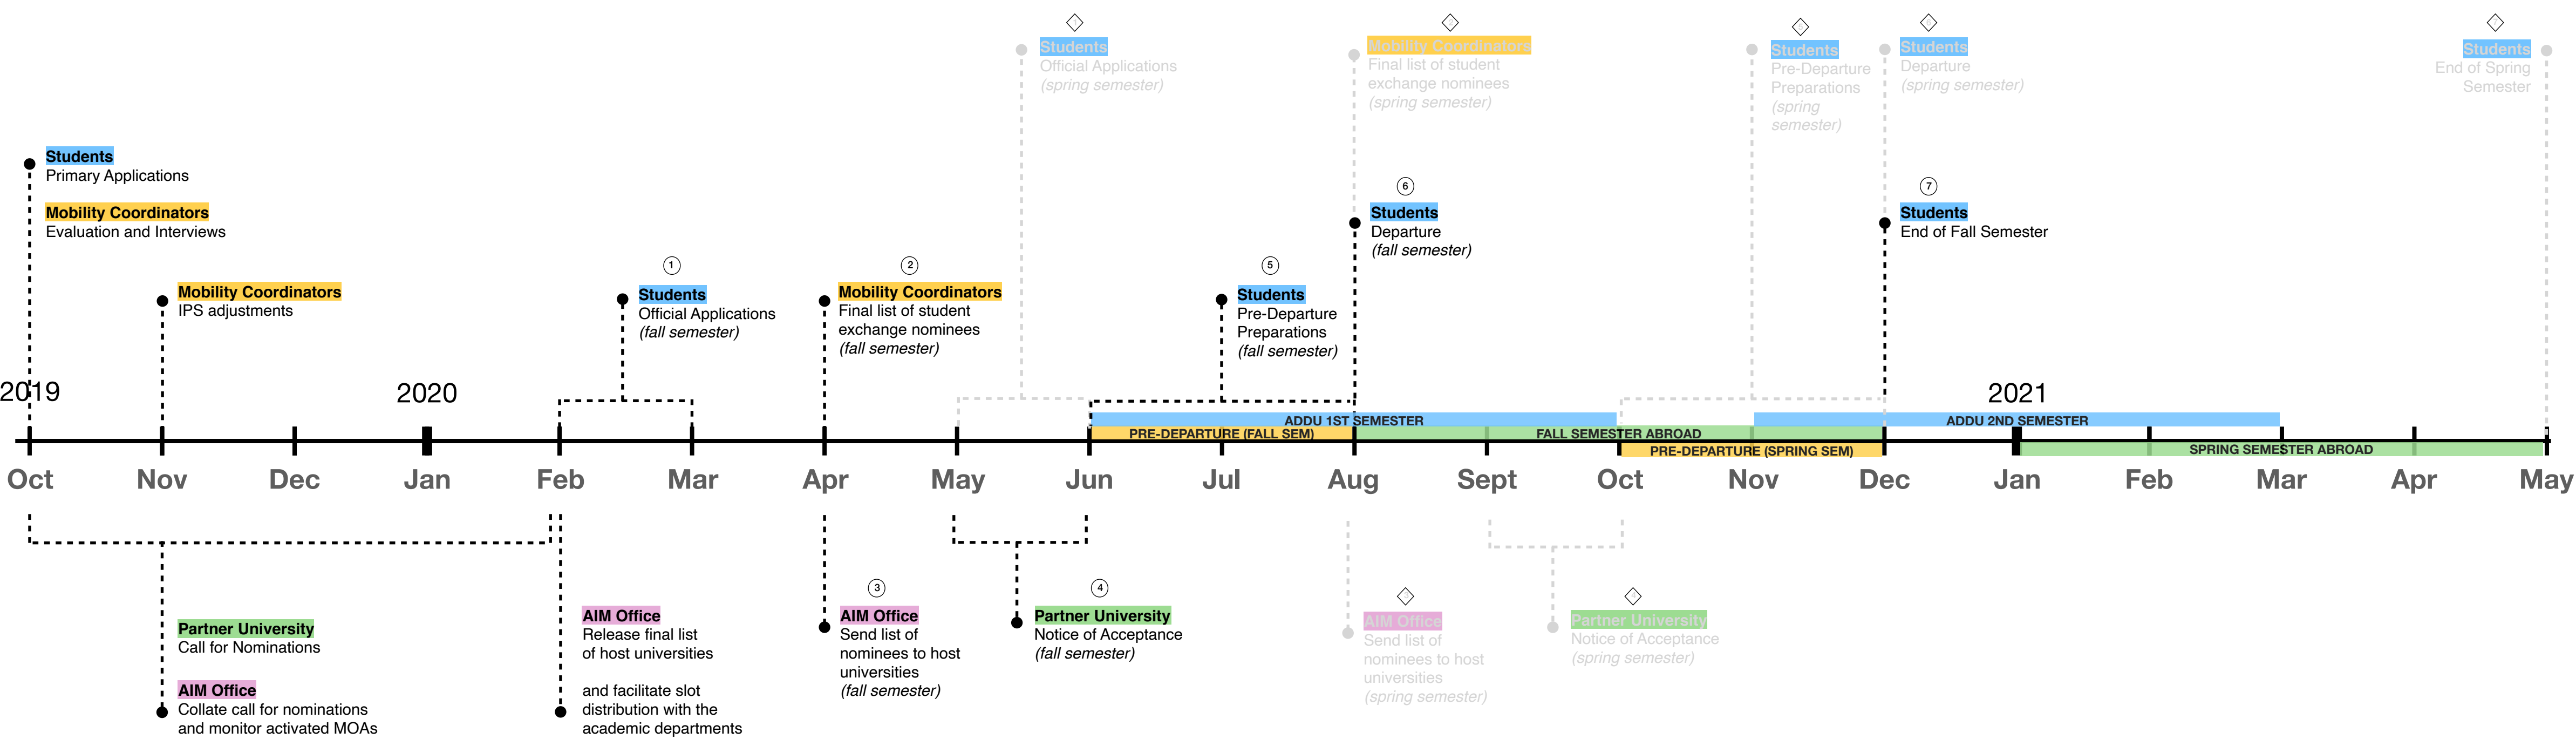 1
Students
Official Applications
(spring semester)
2
Mobility Coordinators
Final list of student
exchange nominees
(spring semester)
5
Students
Pre-Departure
Preparations
(spring
semester)
6
Students
Departure
(spring semester)
7
Students
End of Spring
Semester
Students
Primary Applications
Mobility Coordinators
Evaluation and Interviews
Mobility Coordinators
IPS adjustments
1
Students
Official Applications
(fall semester)
2
Mobility Coordinators
Final list of student
exchange nominees
(fall semester)
5
Students
Pre-Departure
Preparations
(fall semester)
6
Students
Departure
(fall semester)
7
Students
End of Fall Semester
2019
2020
2021
ADDU 1ST SEMESTER
ADDU 2ND SEMESTER
PRE-DEPARTURE (FALL SEM)
FALL SEMESTER ABROAD
PRE-DEPARTURE (SPRING SEM)
SPRING SEMESTER ABROAD
Oct Nov Dec Jan Feb Mar Apr May Jun Jul Aug Sept Oct Nov Dec Jan Feb Mar Apr May
Partner University
Call for Nominations
AIM Office
Collate call for nominations
and monitor activated MOAs
AIM Office
Release final list
of host universities
and facilitate slot
distribution with the
academic departments
3
AIM Office
Send list of
nominees to host
universities
(fall semester)
4
Partner University
Notice of Acceptance
(fall semester)
3
AIM Office
Send list of
nominees to host
universities
(spring semester)
4
Partner University
Notice of Acceptance
(spring semester)